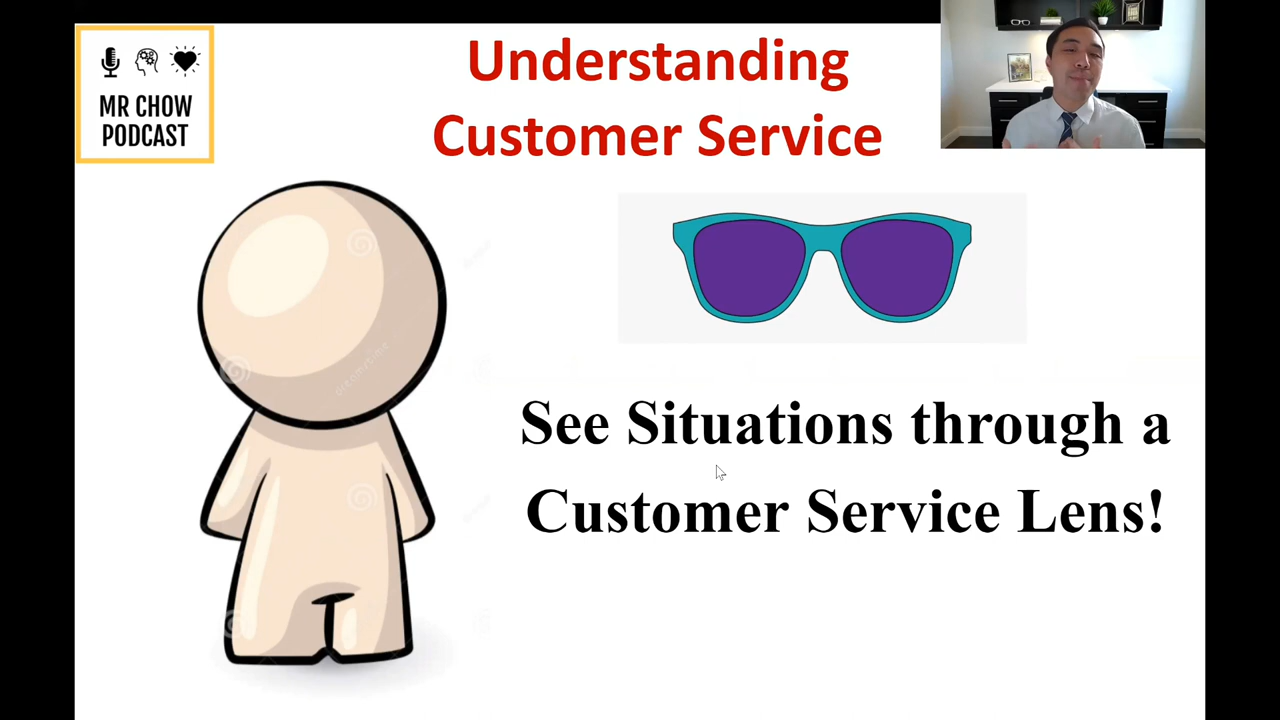 MR CHOW
PODCAST
Understanding
Customer Service
See Situations through a
Customer Service Lens!